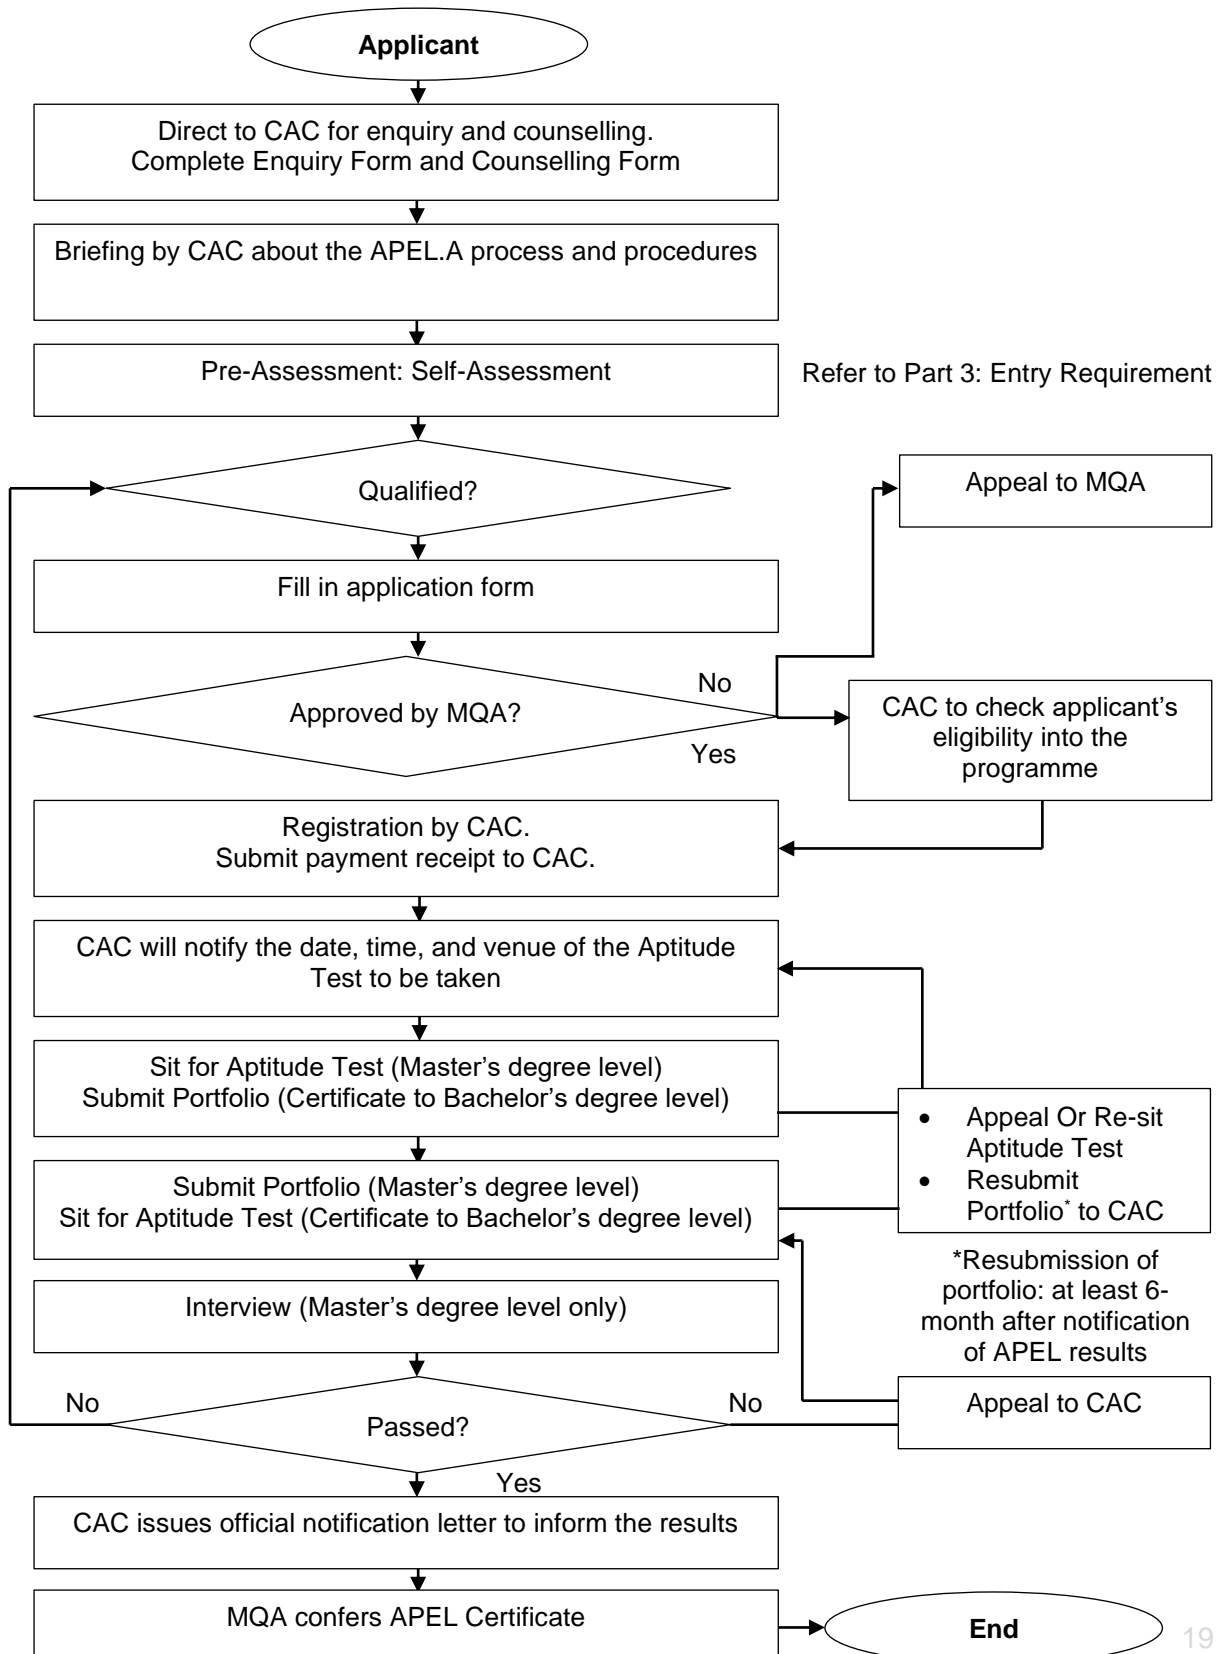 Applicant
Direct to CAC for enquiry and counselling.
Complete Enquiry Form and Counselling Form
Briefing by CAC about the APEL.A process and procedures
Pre-Assessment: Self-Assessment
Refer to Part 3: Entry Requirement
Qualified?
Appeal to MQA
Fill in application form
Approved by MQA?
No
Yes
CAC to check applicant’s
eligibility into the
programme
Registration by CAC.
Submit payment receipt to CAC.
CAC will notify the date, time, and venue of the Aptitude
Test to be taken
Sit for Aptitude Test (Master’s degree level)
Submit Portfolio (Certificate to Bachelor’s degree level)
• Appeal Or Re-sit
Aptitude Test
• Resubmit
Portfolio* to CAC
Submit Portfolio (Master’s degree level)
Sit for Aptitude Test (Certificate to Bachelor’s degree level)
*Resubmission of
portfolio: at least 6-
month after notification
of APEL results
Interview (Master’s degree level only)
No
Passed?
No
Appeal to CAC
Yes
CAC issues official notification letter to inform the results
MQA confers APEL Certificate
End
19